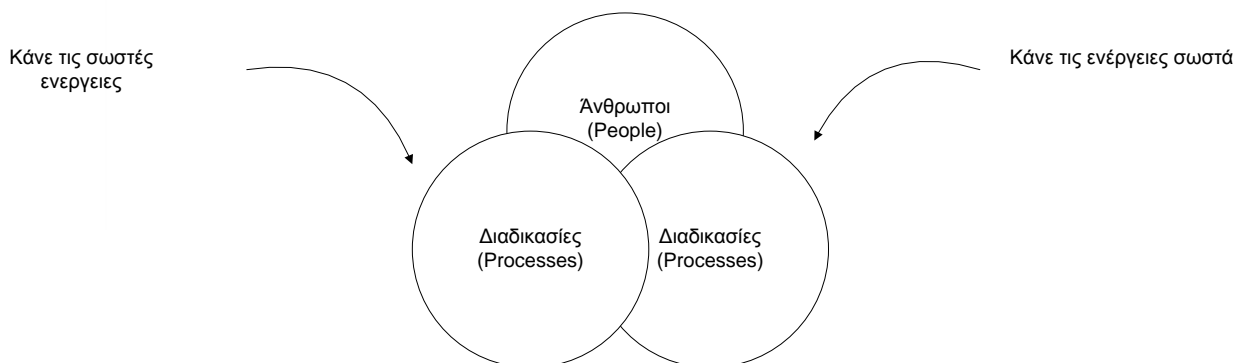 Κάνε τις σωστές
ενεργειες
Κάνε τις ενέργειες σωστά
Άνθρωποι
(People)
Διαδικασίες
(Processes)
Διαδικασίες
(Processes)